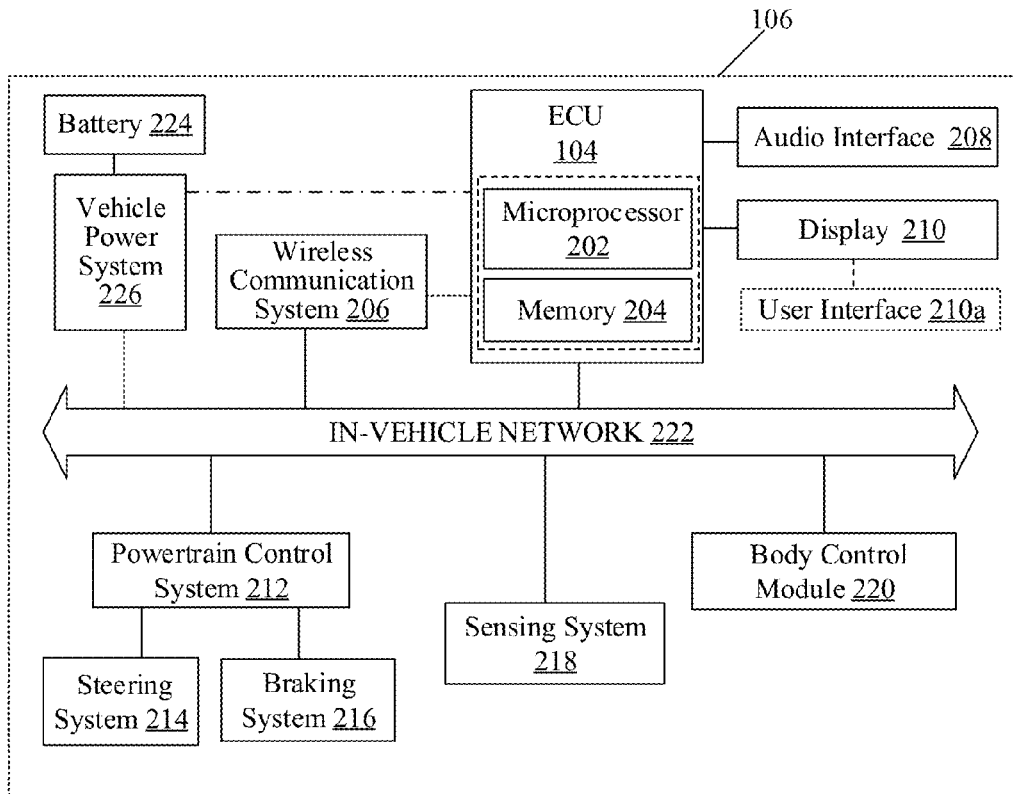 106
Battery 224
Vehicle
Power
System
226
Wireless
Communication
System 206
ECU
104
Microprocessor
202
Memory 204
Audio Interface 208
Display 210
User Interface 210a
IN-VEHICLE NETWORK 222
Powertrain Control
System 212
Steering
System 214
Braking
System 216
Sensing System
218
Body Control
Module 220